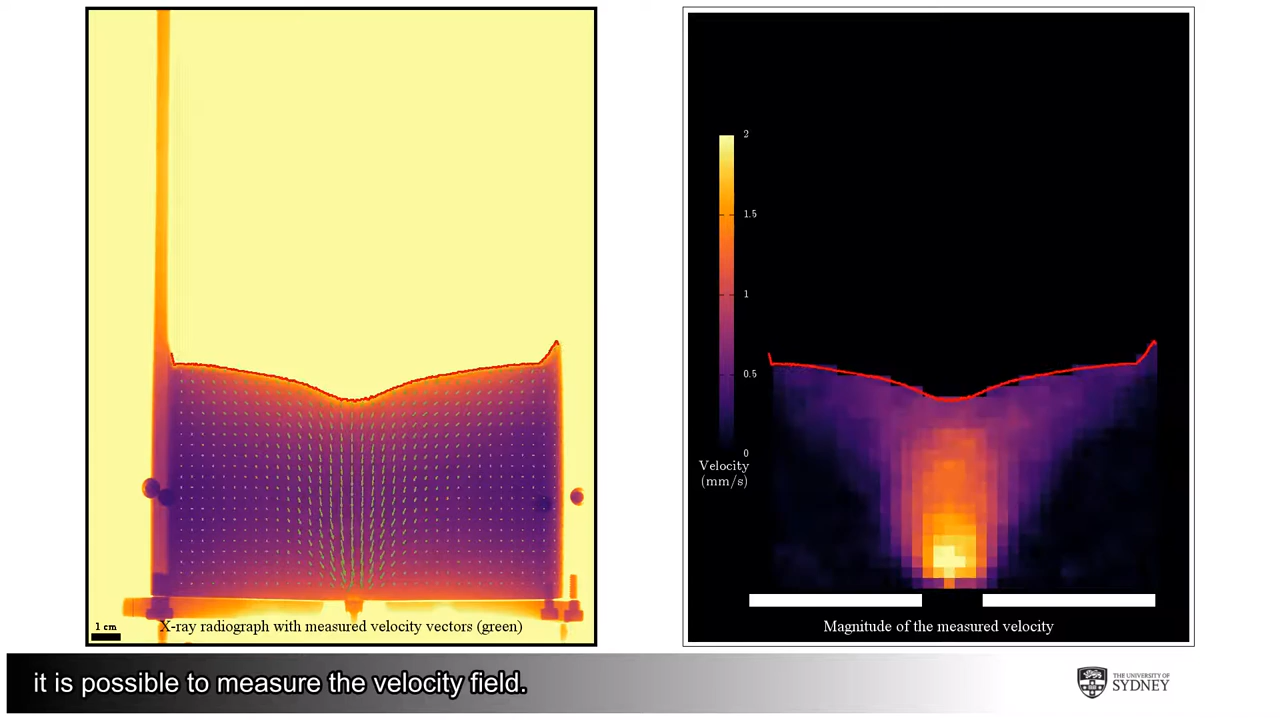 1 cm
X-ray radiograph with measured velocity vectors (green)
2
1.5
1
0.5
0
Velocity
(mm/s)
Magnitude of the measured velocity
it is possible to measure the velocity field.
THE UNIVERSITY OF
SYDNEY